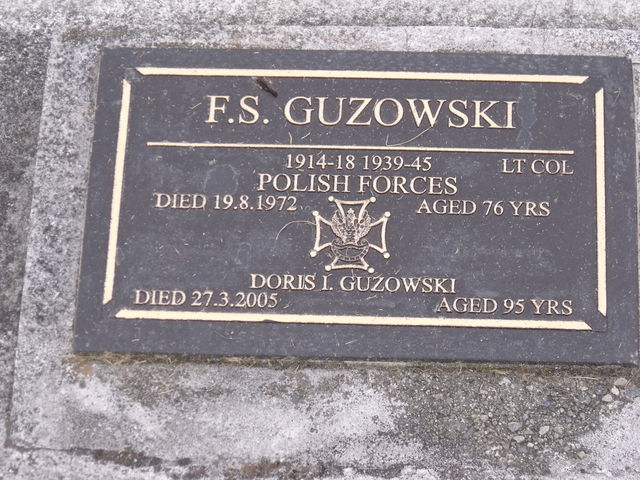 F.S. GUZOWSKI
1914-18 1939-45 LT COL
POLISH FORCES
DIED 19.8.1972 AGED 76 YRS
DORIS I. GUZOWSKI
DIED 27.3.2005 AGED 95 YRS